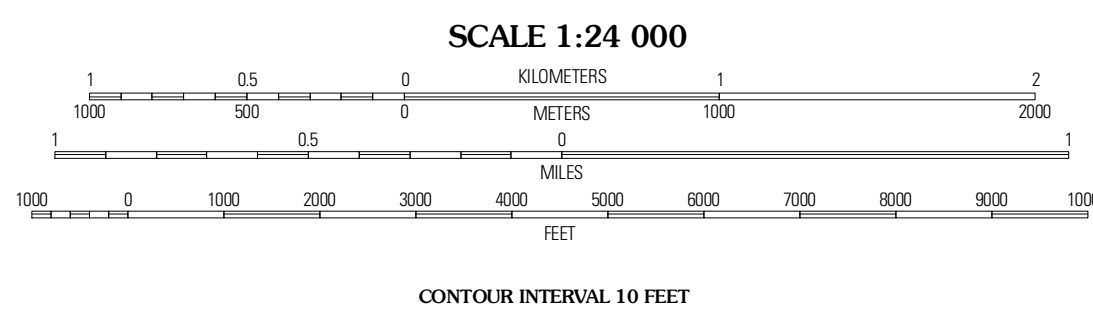 SCALE 1:24 000
1 0.5 0 KILOMETERS 1 2
1000 500 0 METERS 1000 2000
1 0.5 0 1
MILES
1000 0 1000 2000 3000 4000 5000 6000 7000 8000 9000 1000
FEET
CONTOUR INTERVAL 10 FEET